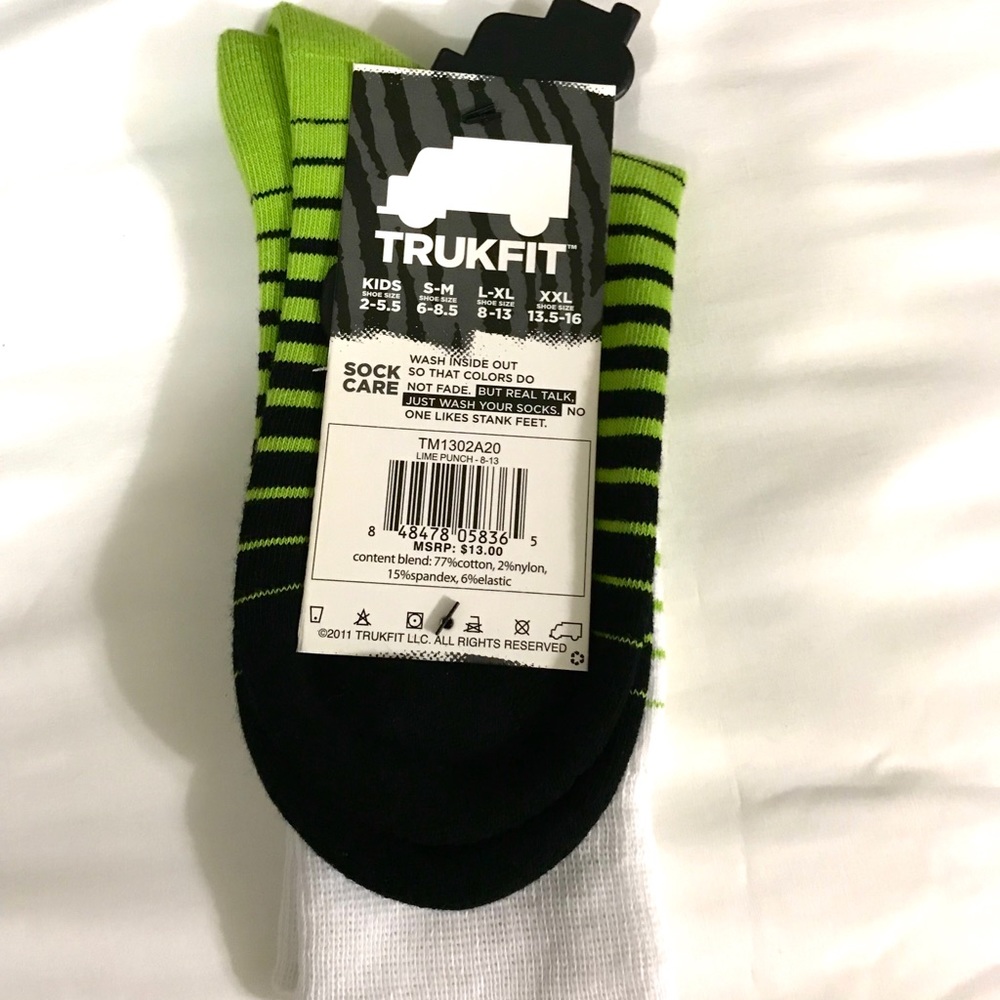 TRUKFIT™
KIDS S-M L-XL XXL
SHOE SIZE SHOE SIZE SHOE SIZE SHOE SIZE
2-5.5 6-8.5 8-13 13.5-16
SOCK CARE
WASH INSIDE OUT
SO THAT COLORS DO
NOT FADE. BUT REAL TALK,
JUST WASH YOUR SOCKS. NO
ONE LIKES STANK FEET.
TM1302A20
LIME PUNCH - 8-13
8 48478 05836 5
MSRP: $13.00
content blend: 77%cotton, 2%nylon,
15%spandex, 6%elastic
©2011 TRUKFIT LLC. ALL RIGHTS RESERVED